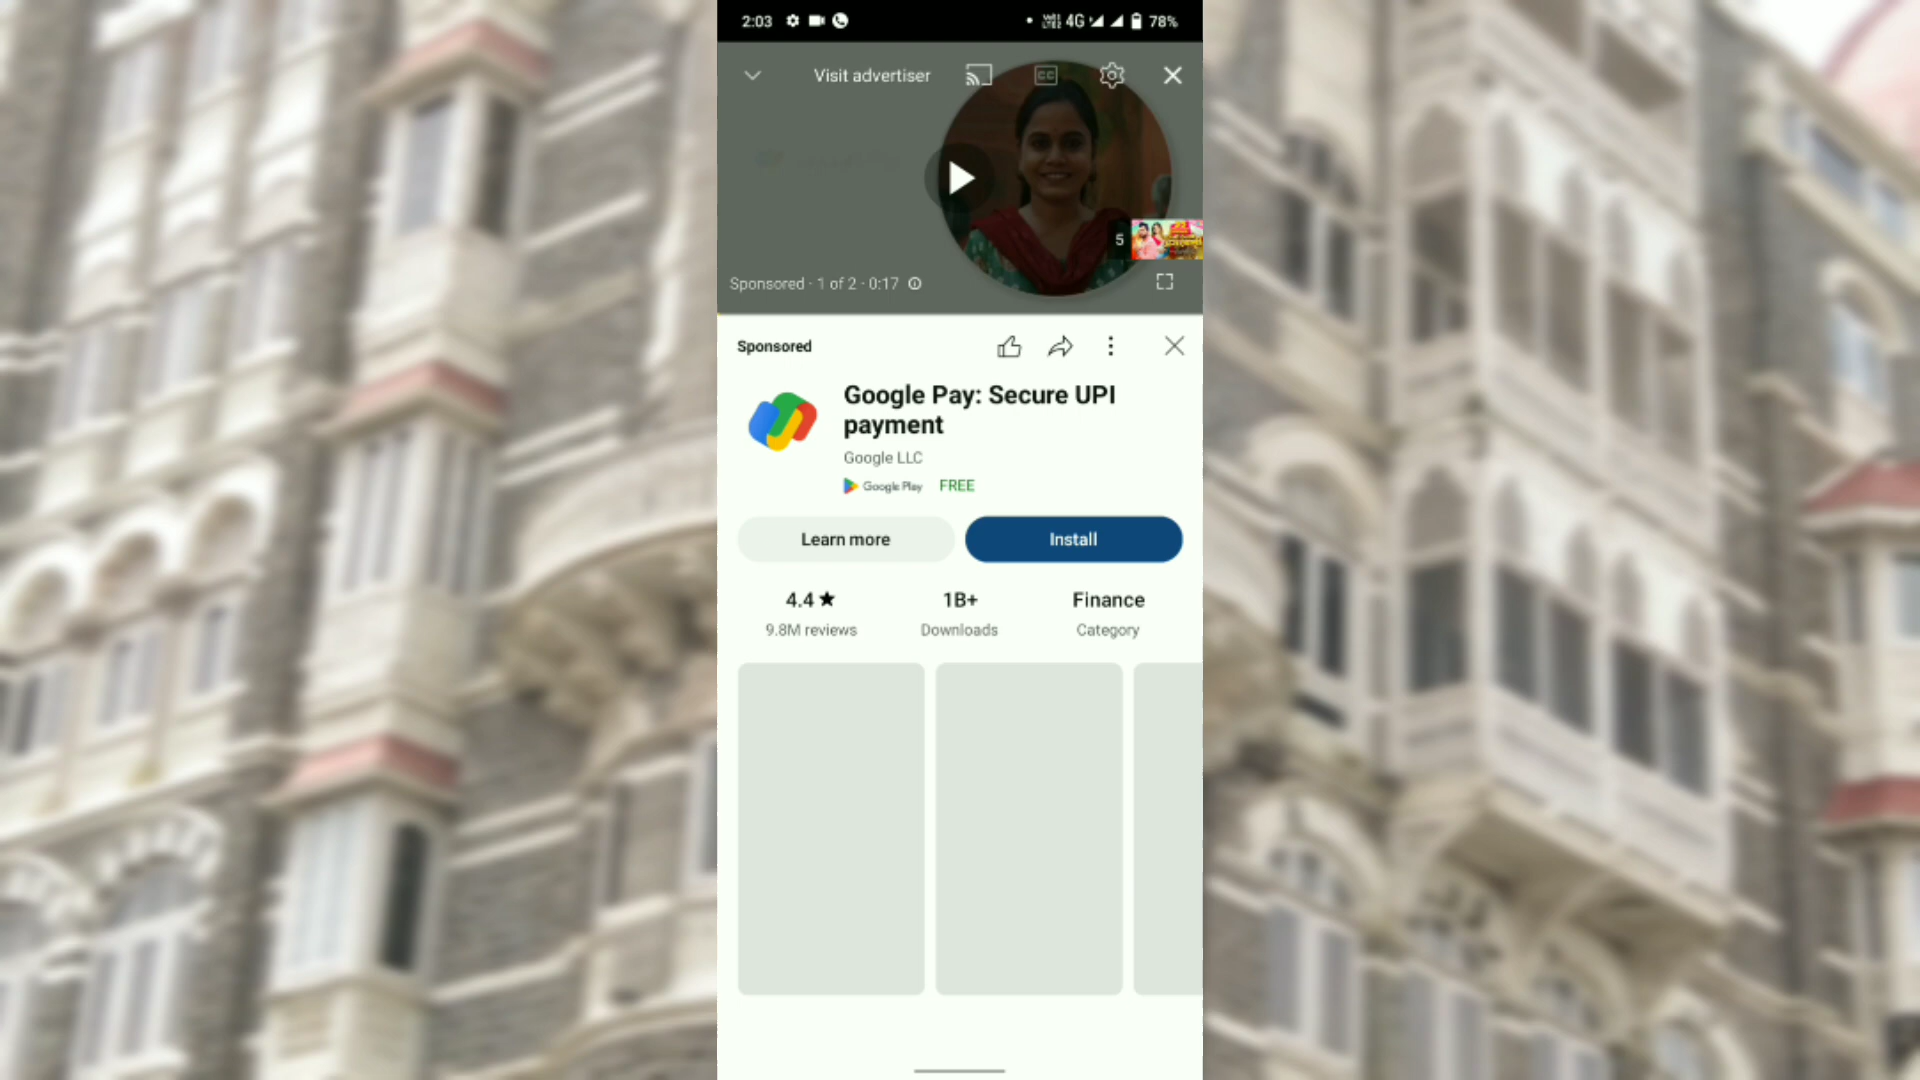 2:03 4G 78%
Visit advertiser
CC
5
Sponsored · 1 of 2 · 0:17
Sponsored
Google Pay: Secure UPI
payment
Google LLC
Google Play FREE
Learn more Install
4.4★ 1B+ Finance
9.8M reviews Downloads Category